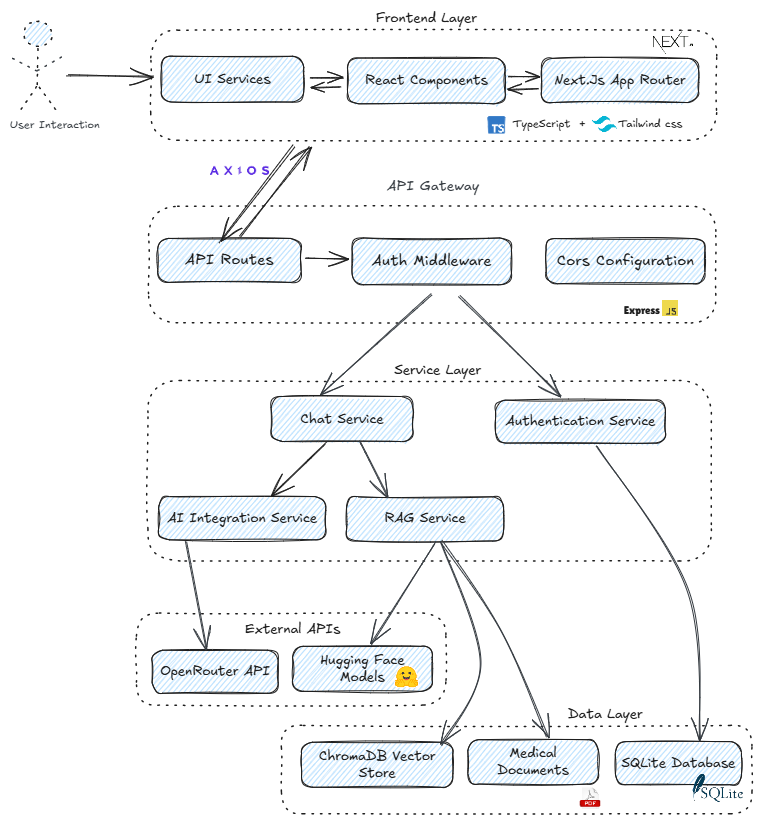 Frontend Layer
NEXT.JS
UI Services
React Components
Next.Js App Router
User Interaction
TS
TypeScript + Tailwind css
AXIOS
API Gateway
API Routes
Auth Middleware
Cors Configuration
Express JS
Service Layer
Chat Service
Authentication Service
AI Integration Service
RAG Service
External APIs
OpenRouter API
Hugging Face
Models
Data Layer
ChromaDB Vector
Store
Medical
Documents
SQLite Database
PDF
SQLite